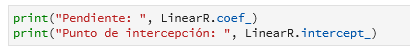 print("Pendiente: ", LinearR.coef_)
print("Punto de intercepción: ", LinearR.intercept_)